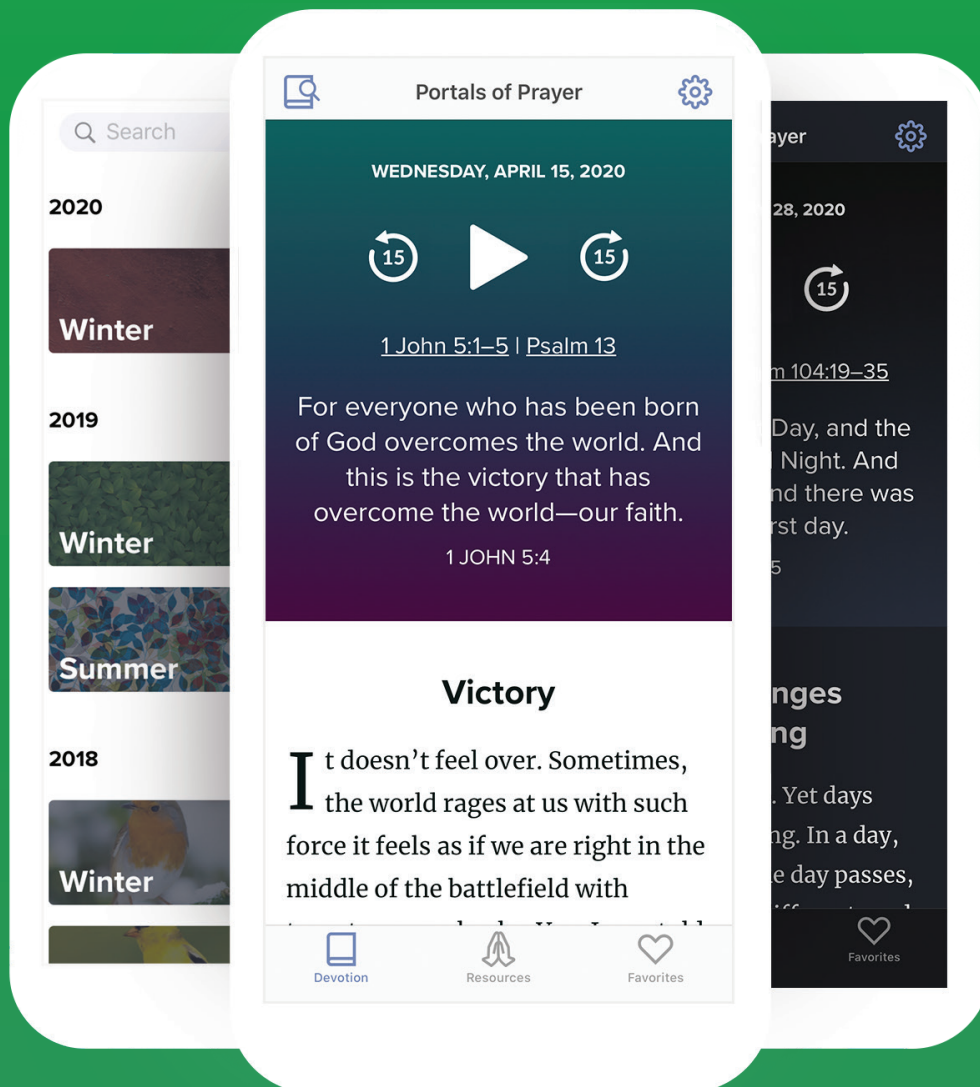 Search
2020
Winter
2019
Winter
Summer
2018
Winter
Portals of Prayer
WEDNESDAY, APRIL 15, 2020
15
15
1 John 5:1–5 | Psalm 13
For everyone who has been born
of God overcomes the world. And
this is the victory that has
overcome the world—our faith.
1 JOHN 5:4
Victory
It doesn’t feel over. Sometimes,
the world rages at us with such
force it feels as if we are right in the
middle of the battlefield with
Devotion
Resources
Favorites
ayer
28, 2020
15
104:19–35
Day, and the
Night. And
nd there was
rst day.
5
nges
ng
. Yet days
ng. In a day,
e day passes,
Favorites